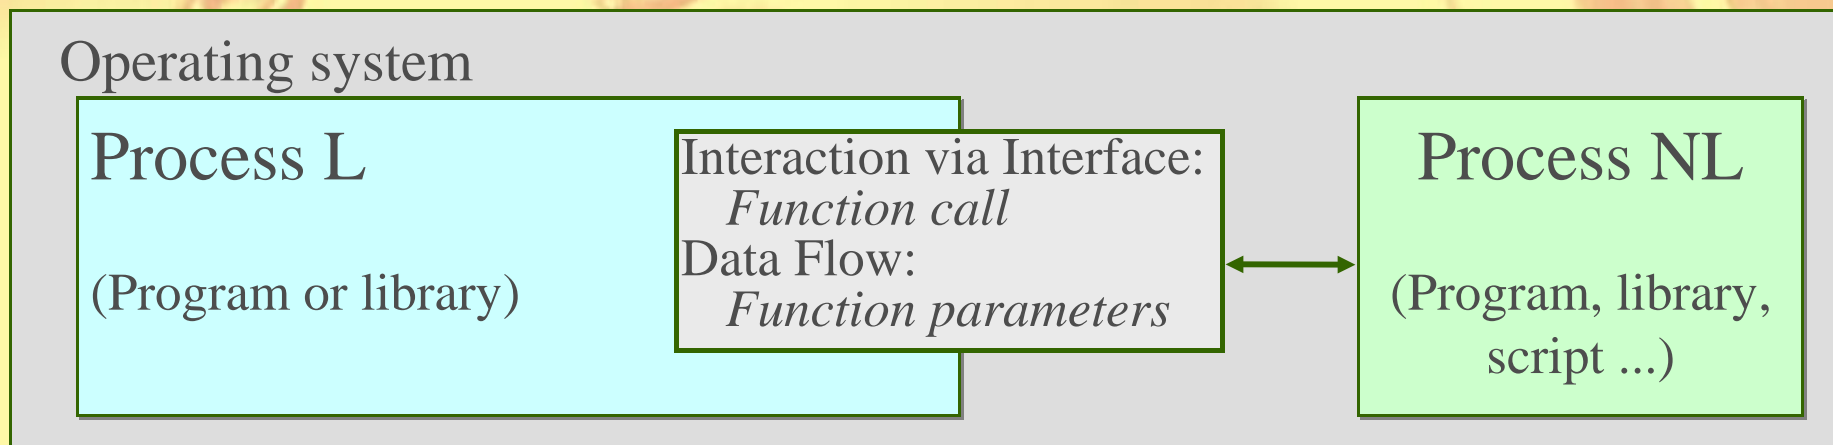 Operating system
Process L
(Program or library)
Interaction via Interface:
Function call
Data Flow:
Function parameters
Process NL
(Program, library,
script ...)